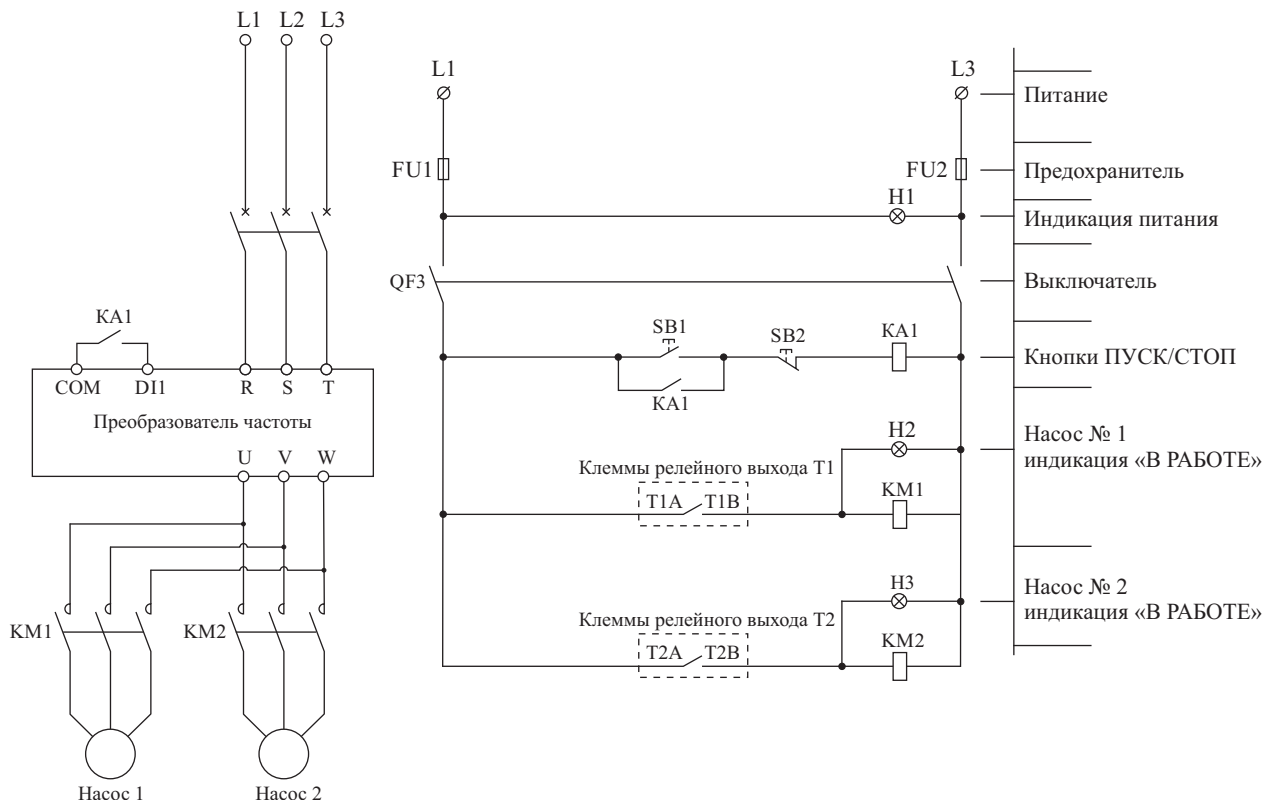 L1 L2 L3
KA1
COM DI1 R S T
Преобразователь частоты
U V W
KM1 KM2
Насос 1 Насос 2
L1 L3
FU1 FU2
H1
QF3
SB1 SB2 KA1
KA1
H2
Клеммы релейного выхода T1
T1A T1B KM1
H3
Клеммы релейного выхода T2
T2A T2B KM2
Питание
Предохранитель
Индикация питания
Выключатель
Кнопки ПУСК/СТОП
Насос № 1
индикация «В РАБОТЕ»
Насос № 2
индикация «В РАБОТЕ»